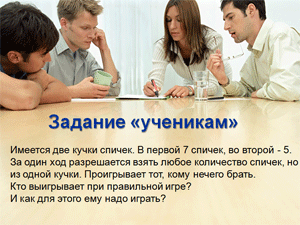 Задание «ученикам»
Имеется две кучки спичек. В первой 7 спичек, во второй - 5.
За один ход разрешается взять любое количество спичек, но
из одной кучки. Проигрывает тот, кому нечего брать.
Кто выигрывает при правильной игре?
И как для этого ему надо играть?